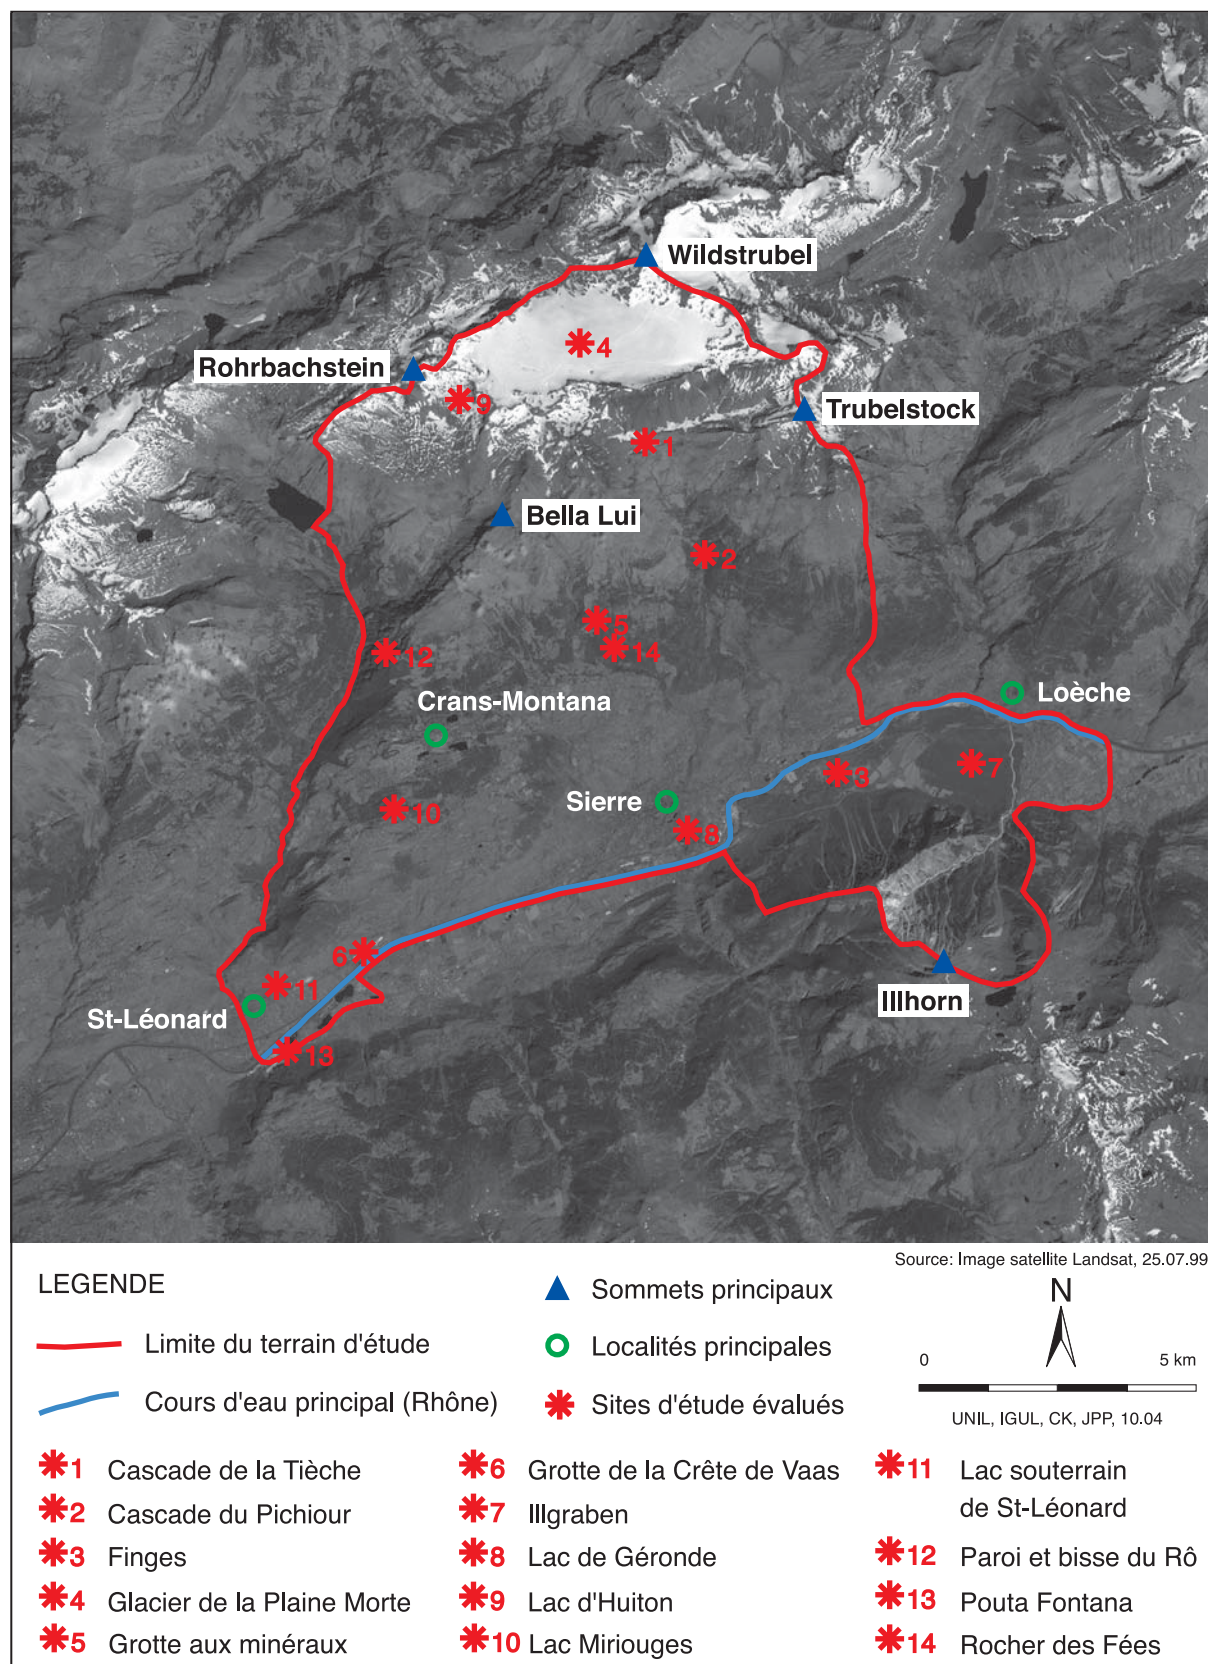 Wildstrubel
Rohrbachstein
4
9
Trubelstock
1
Bella Lui
2
5
14
12
Crans-Montana
Loèche
3
7
Sierre
8
10
6
11
Illhorn
St-Léonard
13
Source: Image satellite Landsat, 25.07.99
LEGENDE
Limite du terrain d'étude
Cours d'eau principal (Rhône)
Sommets principaux
Localités principales
Sites d'étude évalués
N
0 5 km
UNIL, IGUL, CK, JPP, 10.04
1 Cascade de la Tièche
2 Cascade du Pichiour
3 Finges
4 Glacier de la Plaine Morte
5 Grotte aux minéraux
6 Grotte de la Crête de Vaas
7 Illgraben
8 Lac de Géronde
9 Lac d'Huiton
10 Lac Miriouges
11 Lac souterrain
de St-Léonard
12 Paroi et bisse du Rô
13 Pouta Fontana
14 Rocher des Fées